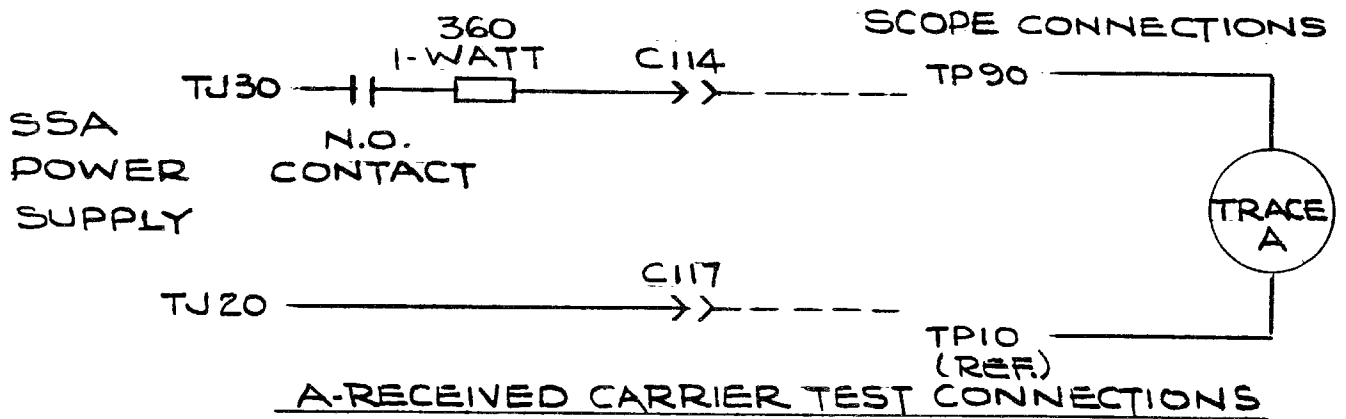 360
1-WATT
SCOPE CONNECTIONS
TJ30
C114
TP90
SSA
POWER
SUPPLY
N.O.
CONTACT
TRACE
A
TJ20
C117
TP10
(REF.)
A-RECEIVED CARRIER TEST CONNECTIONS